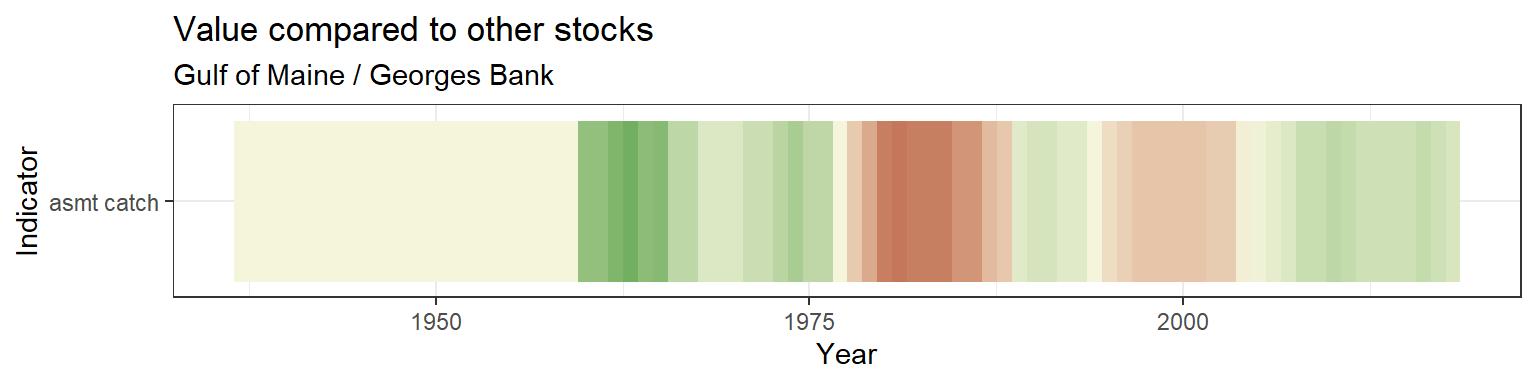 Value compared to other stocks
Gulf of Maine / Georges Bank
Indicator
asmt catch
1950 1975 2000
Year